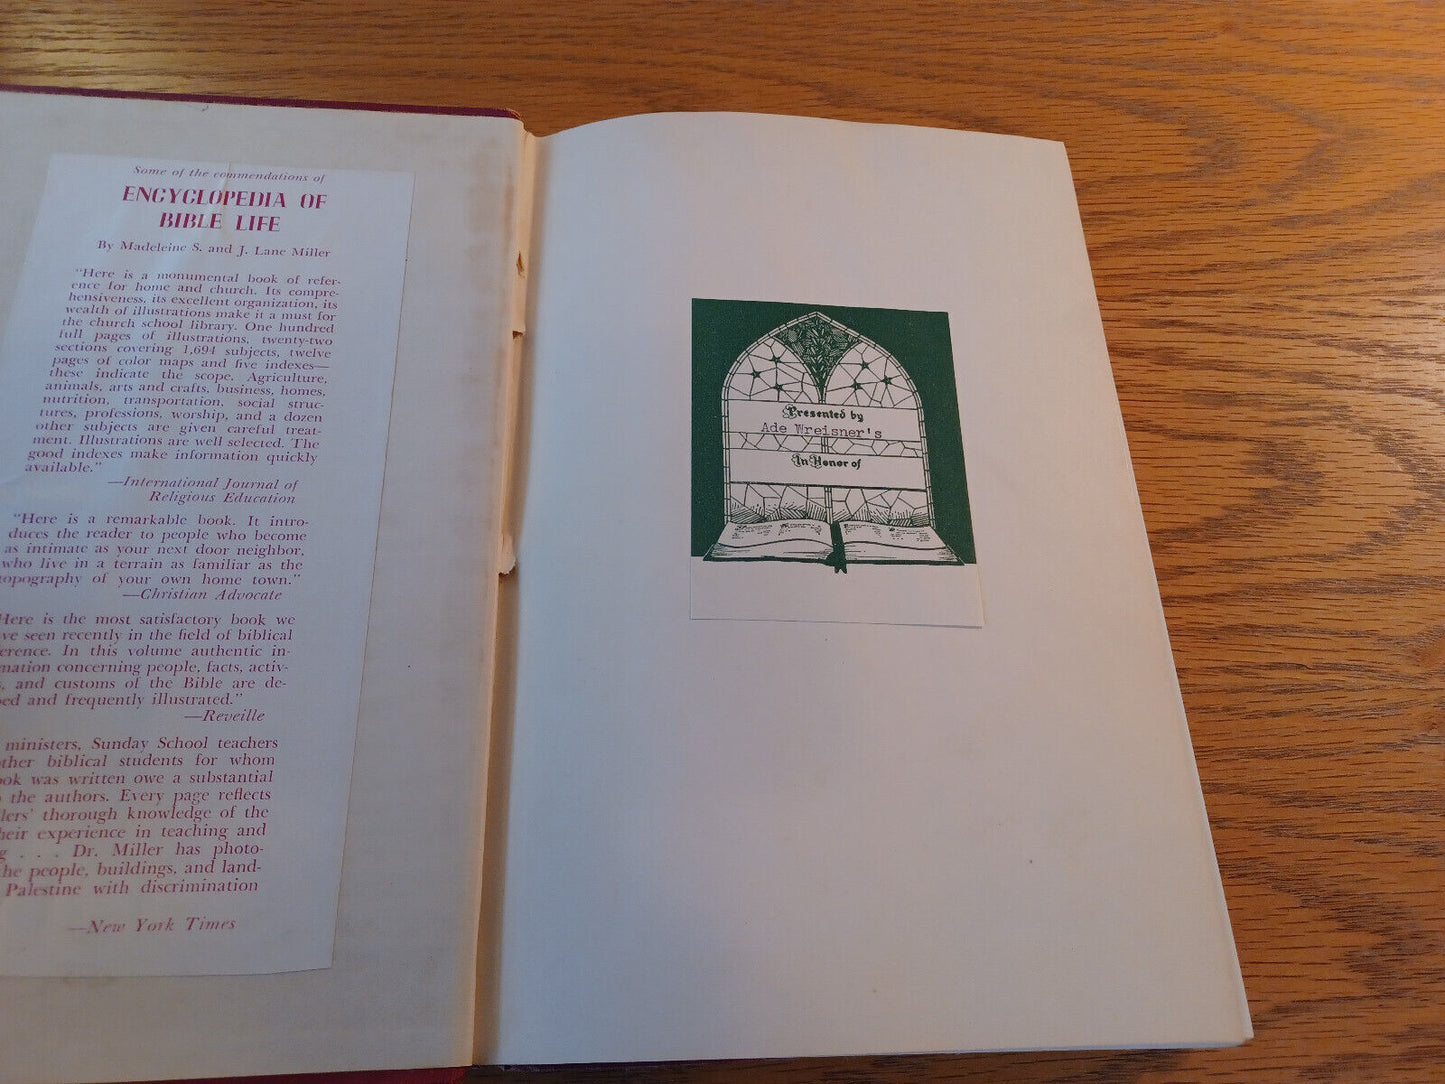 Some of the commendations of
ENCYCLOPEDIA OF
BIBLE LIFE
By Madeleine S. and J. Lane Miller
"Here is a monumental book of refer-
ence for home and church. Its compre-
hensiveness, its excellent organization, its
wealth of illustrations make it a must for
the church school library. One hundred
full pages of illustrations, twenty-two
sections covering 1,694 subjects, twelve
pages of color maps and five indexes—
these indicate the scope. Agriculture,
animals, arts and crafts, business, homes,
nutrition, transportation, social struc-
tures, professions, worship, and a dozen
other subjects are given careful treat-
ment. Illustrations are well selected. The
good indexes make information quickly
available."
—International Journal of
Religious Education
"Here is a remarkable book. It intro-
duces the reader to people who become
as intimate as your next door neighbor,
who live in a terrain as familiar as the
topography of your own home town."
—Christian Advocate
Here is the most satisfactory book we
ve seen recently in the field of biblical
erence. In this volume authentic in-
mation concerning people, facts, activ-
, and customs of the Bible are de-
bed and frequently illustrated."
—Reveille
ministers, Sunday School teachers
ther biblical students for whom
ook was written owe a substantial
the authors. Every page reflects
lers' thorough knowledge of the
heir experience in teaching and
g . . . Dr. Miller has photo-
he people, buildings, and land-
Palestine with discrimination
—New York Times
Presented by
Ade Wreisner's
In Honor of